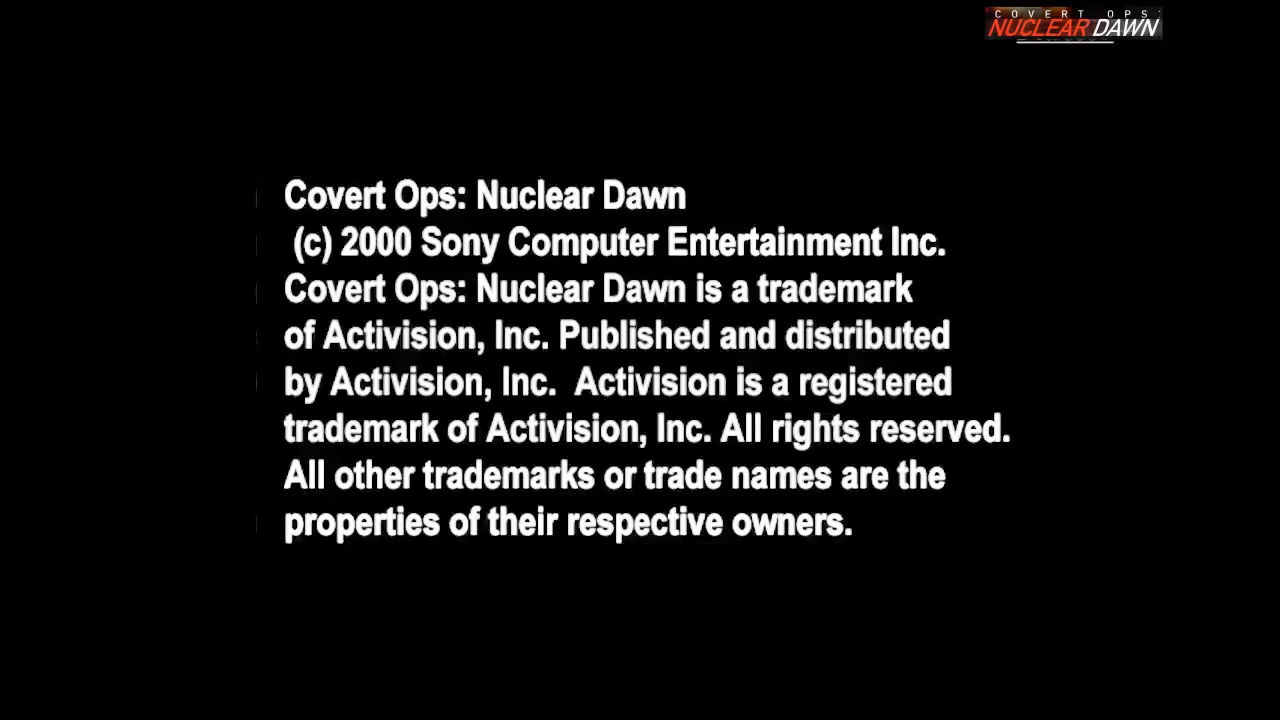 COVERT OPS
NUCLEAR DAWN
Covert Ops: Nuclear Dawn
(c) 2000 Sony Computer Entertainment Inc.
Covert Ops: Nuclear Dawn is a trademark
of Activision, Inc. Published and distributed
by Activision, Inc. Activision is a registered
trademark of Activision, Inc. All rights reserved.
All other trademarks or trade names are the
properties of their respective owners.